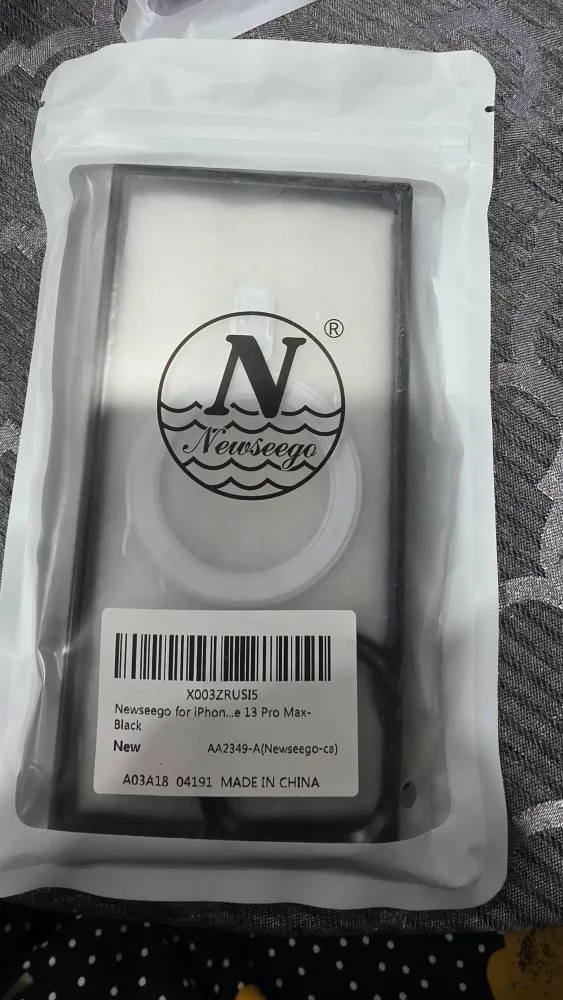 N
®
Newseego
X003ZRUSI5
Newseego for iPhon...e 13 Pro Max-
Black
New AA2349-A(Newseego-ca)
A03A18 04191 MADE IN CHINA